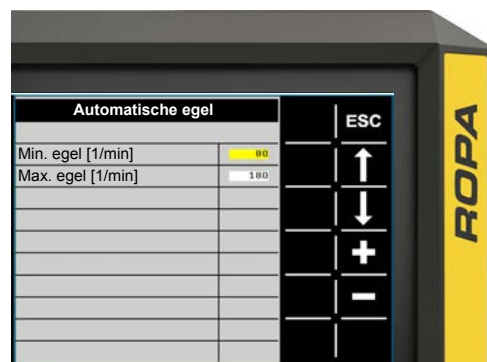 Automatische egel
ESC
Min. egel [1/min] 80
Max. egel [1/min] 180
+
-
ROPA